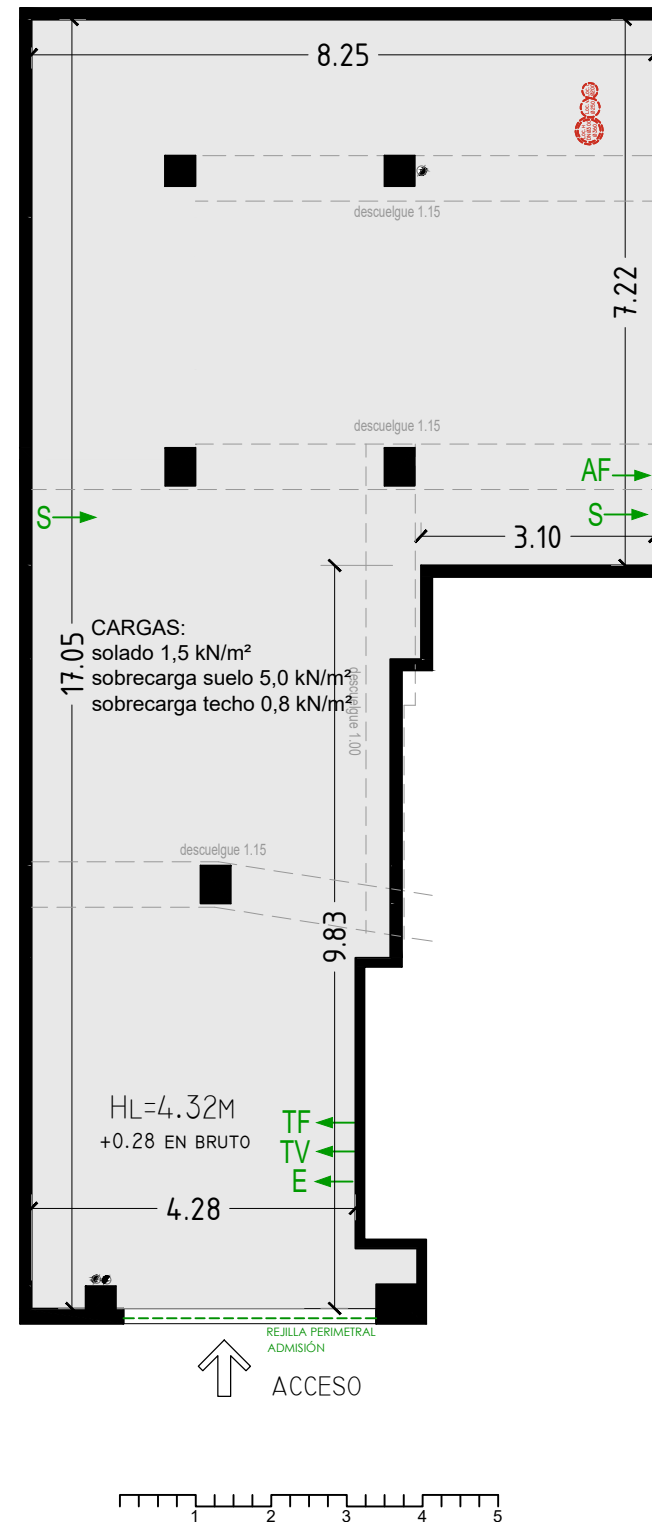 8.25
descuelgue 1.15
7.22
descuelgue 1.15
AF
S
S
3.10
CARGAS:
solado 1,5 kN/m²
sobrecarga suelo 5,0 kN/m²
sobrecarga techo 0,8 kN/m²
17.05
descuelgue 1.00
descuelgue 1.15
9.83
HL=4.32M
+0.28 EN BRUTO
TF
TV
E
4.28
REJILLA PERIMETRAL
ADMISIÓN
ACCESO
1 2 3 4 5